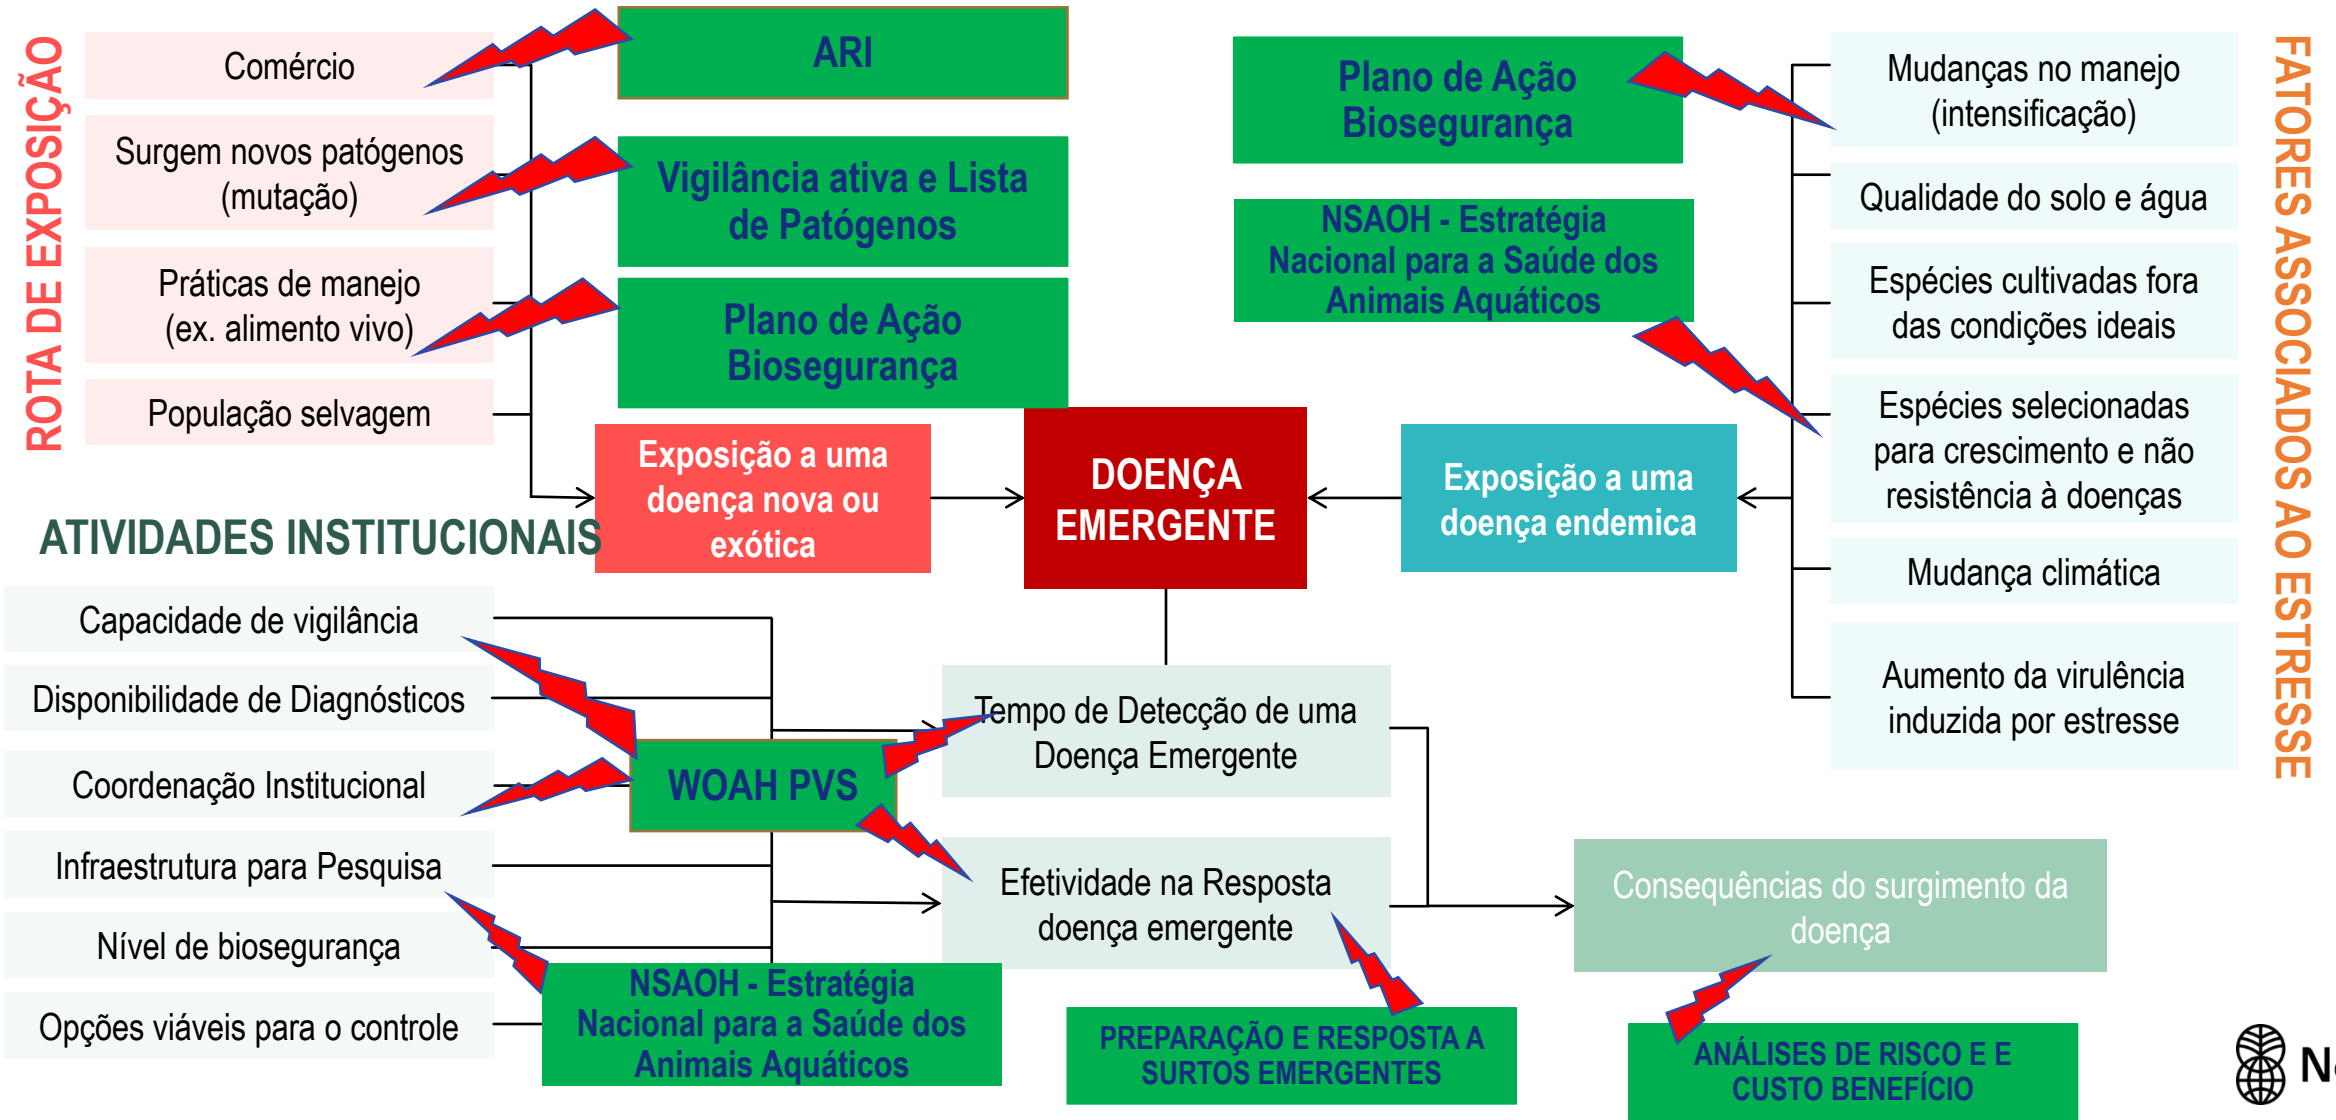 ROTA DE EXPOSIÇÃO
Comércio
Surgem novos patógenos
(mutação)
Práticas de manejo
(ex. alimento vivo)
População selvagem
ARI
Vigilância ativa e Lista
de Patógenos
Plano de Ação
Biosegurança
Plano de Ação
Biosegurança
NSAOH - Estratégia
Nacional para a Saúde dos
Animais Aquáticos
Mudanças no manejo
(intensificação)
Qualidade do solo e água
Espécies cultivadas fora
das condições ideais
Espécies selecionadas
para crescimento e não
resistência à doenças
Mudança climática
Aumento da virulência
induzida por estresse
FATORES ASSOCIADOS AO ESTRESSE
Exposição a uma
doença nova ou
exótica
DOENÇA
EMERGENTE
Exposição a uma
doença endemica
ATIVIDADES INSTITUCIONAIS
Capacidade de vigilância
Disponibilidade de Diagnósticos
Coordenação Institucional
Infraestrutura para Pesquisa
Nível de biosegurança
Opções viáveis para o controle
WOAH PVS
NSAOH - Estratégia
Nacional para a Saúde dos
Animais Aquáticos
Tempo de Detecção de uma
Doença Emergente
Efetividade na Resposta
doença emergente
Consequências do surgimento da
doença
PREPARAÇÃO E RESPOSTA A
SURTOS EMERGENTES
ANÁLISES DE RISCO E E
CUSTO BENEFÍCIO